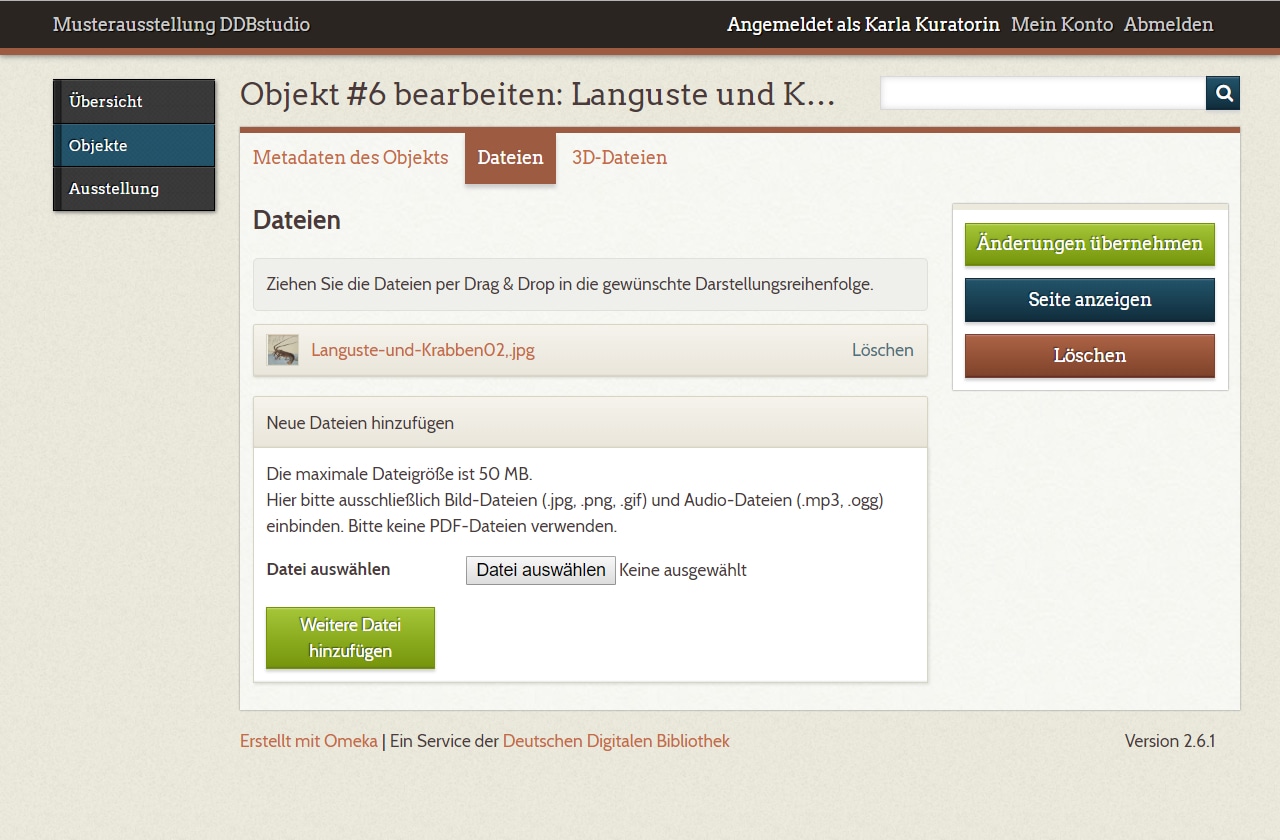 Musterausstellung DDBstudio
Angemeldet als Karla Kuratorin Mein Konto Abmelden
Übersicht
Objekte
Ausstellung
Objekt #6 bearbeiten: Languste und K...
Metadaten des Objekts Dateien 3D-Dateien
Dateien
Ziehen Sie die Dateien per Drag & Drop in die gewünschte Darstellungsreihenfolge.
Languste-und-Krabben02,.jpg Löschen
Neue Dateien hinzufügen
Die maximale Dateigröße ist 50 MB.
Hier bitte ausschließlich Bild-Dateien (.jpg, .png, .gif) und Audio-Dateien (.mp3, .ogg)
einbinden. Bitte keine PDF-Dateien verwenden.
Datei auswählen Datei auswählen Keine ausgewählt
Weitere Datei
hinzufügen
Änderungen übernehmen
Seite anzeigen
Löschen
Erstellt mit Omeka | Ein Service der Deutschen Digitalen Bibliothek Version 2.6.1